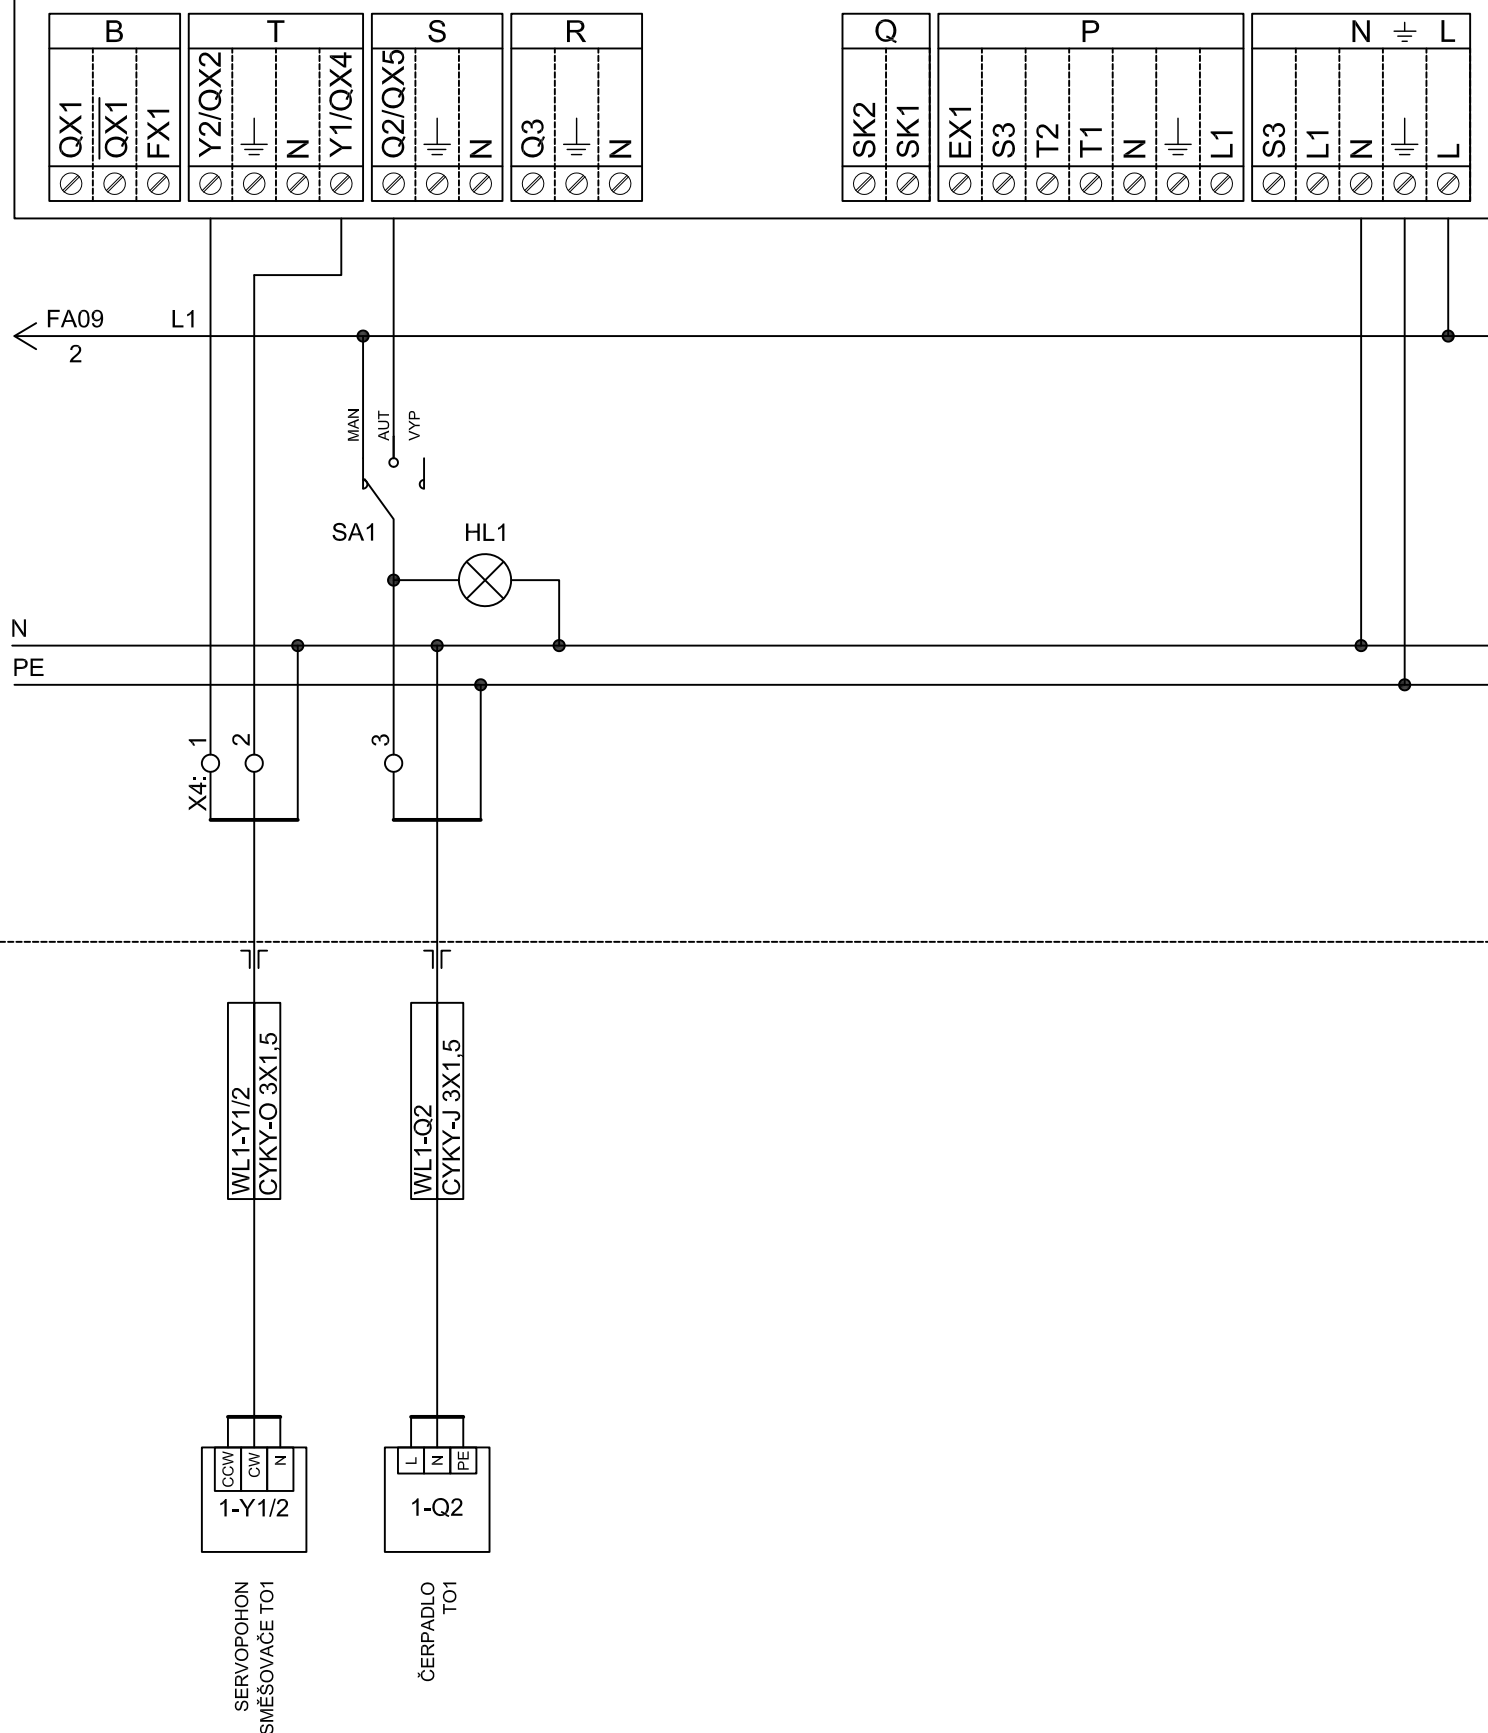 B T S R Q P N L
QX1 QX1 FX1 Y2/QX2 N Y1/QX4 Q2/QX5 N Q3 N SK2 SK1 EX1 S3 T2 T1 N L1 S3 L1 N L
FA09 L1
2
MAN AUT VYP
SA1 HL1
N
PE
X4: 1 2 3
WL1-Y1/2
CYKY-O 3X1,5
WL1-Q2
CYKY-J 3X1,5
CCW CW N
1-Y1/2
L N PE
1-Q2
SERVOPOHON
SMĚŠOVAČE TO1
ČERPADLO
TO1